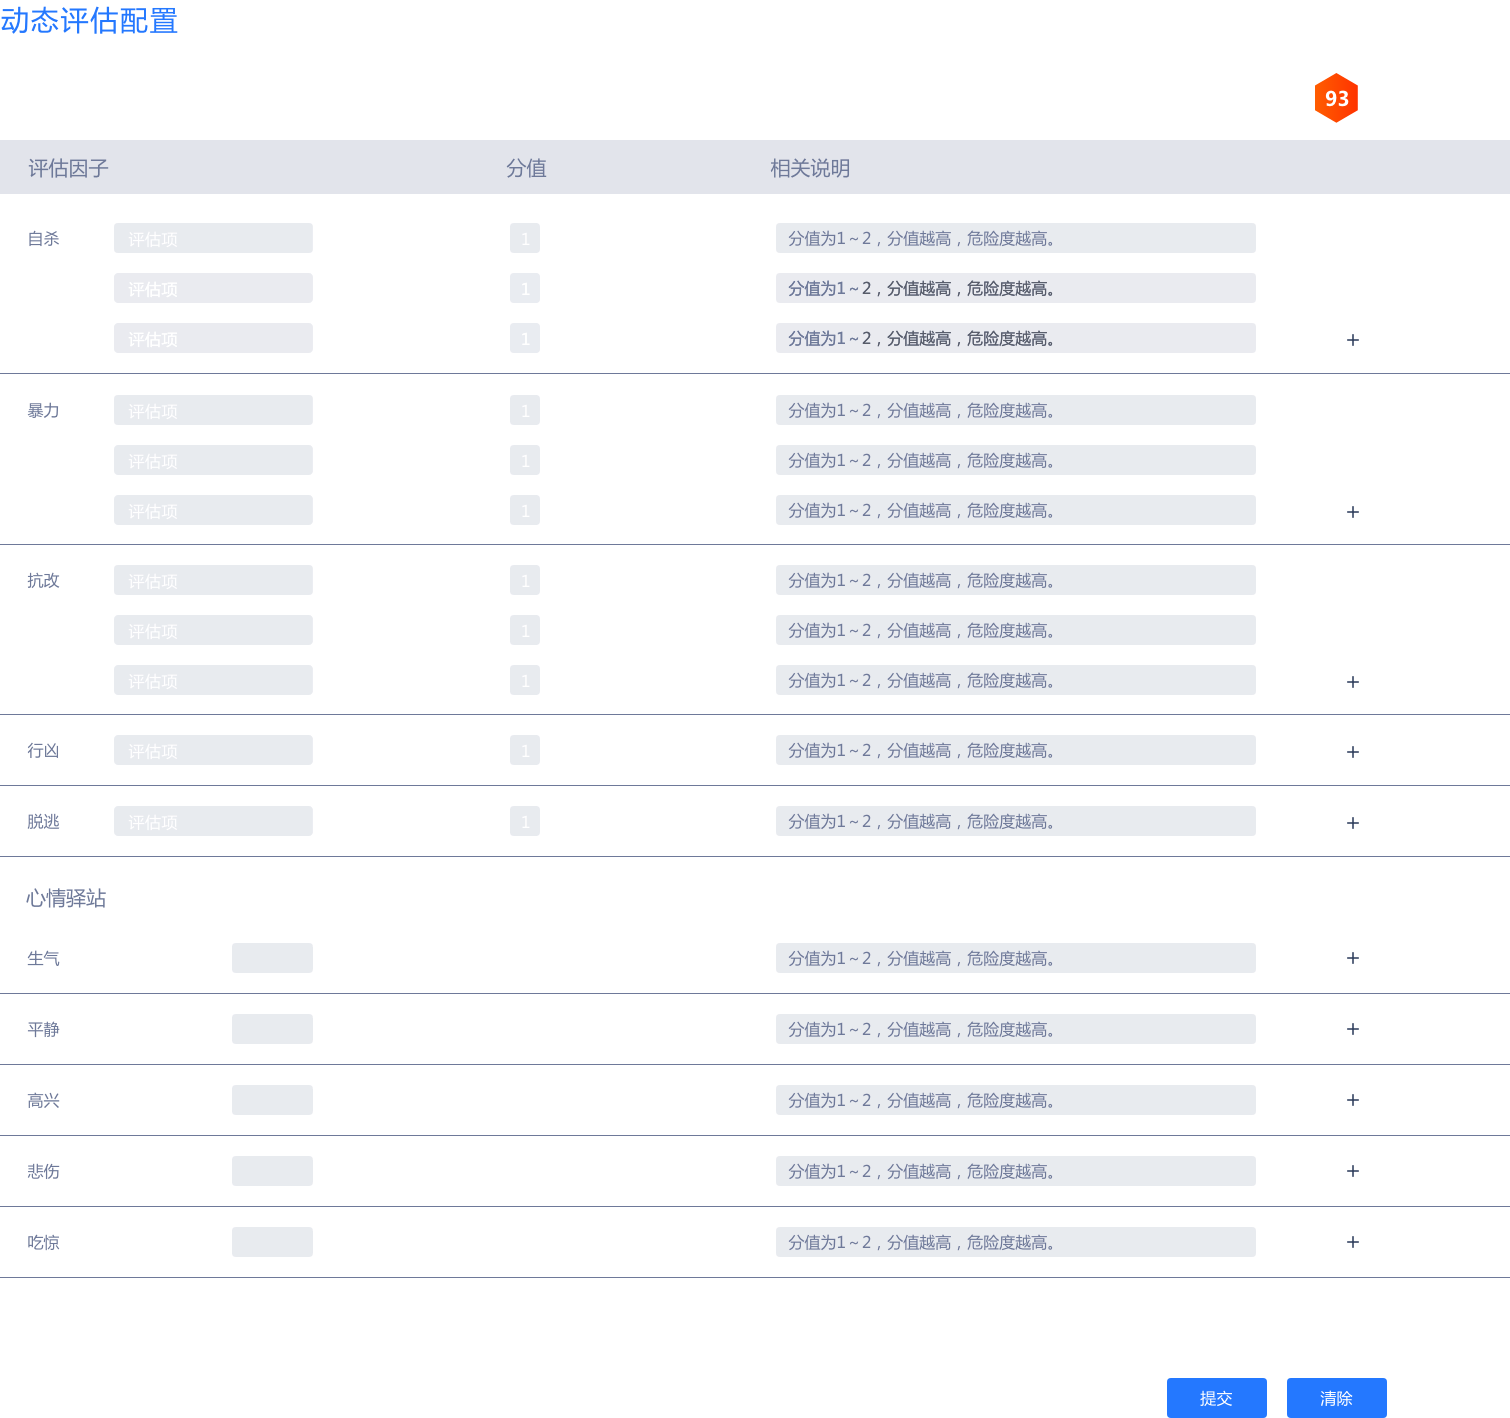 动态评估配置
93
评估因子 分值 相关说明
自杀 评估项 1 分值为1~2，分值越高，危险度越高。
评估项 1 分值为1~2，分值越高，危险度越高。
评估项 1 分值为1~2，分值越高，危险度越高。 +
暴力 评估项 1 分值为1~2，分值越高，危险度越高。
评估项 1 分值为1~2，分值越高，危险度越高。
评估项 1 分值为1~2，分值越高，危险度越高。 +
抗改 评估项 1 分值为1~2，分值越高，危险度越高。
评估项 1 分值为1~2，分值越高，危险度越高。
评估项 1 分值为1~2，分值越高，危险度越高。 +
行凶 评估项 1 分值为1~2，分值越高，危险度越高。 +
脱逃 评估项 1 分值为1~2，分值越高，危险度越高。 +
心情驿站
生气 分值为1~2，分值越高，危险度越高。 +
平静 分值为1~2，分值越高，危险度越高。 +
高兴 分值为1~2，分值越高，危险度越高。 +
悲伤 分值为1~2，分值越高，危险度越高。 +
吃惊 分值为1~2，分值越高，危险度越高。 +
提交 清除